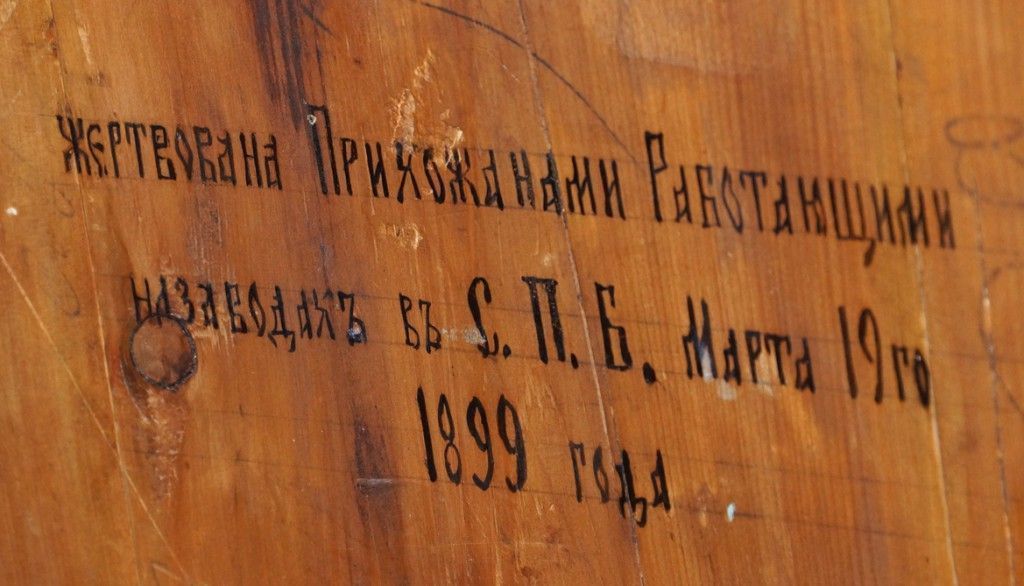 жертвована Прихожанами Работающими
на заводахъ въ С. П. Б. Марта 19го
1899 года